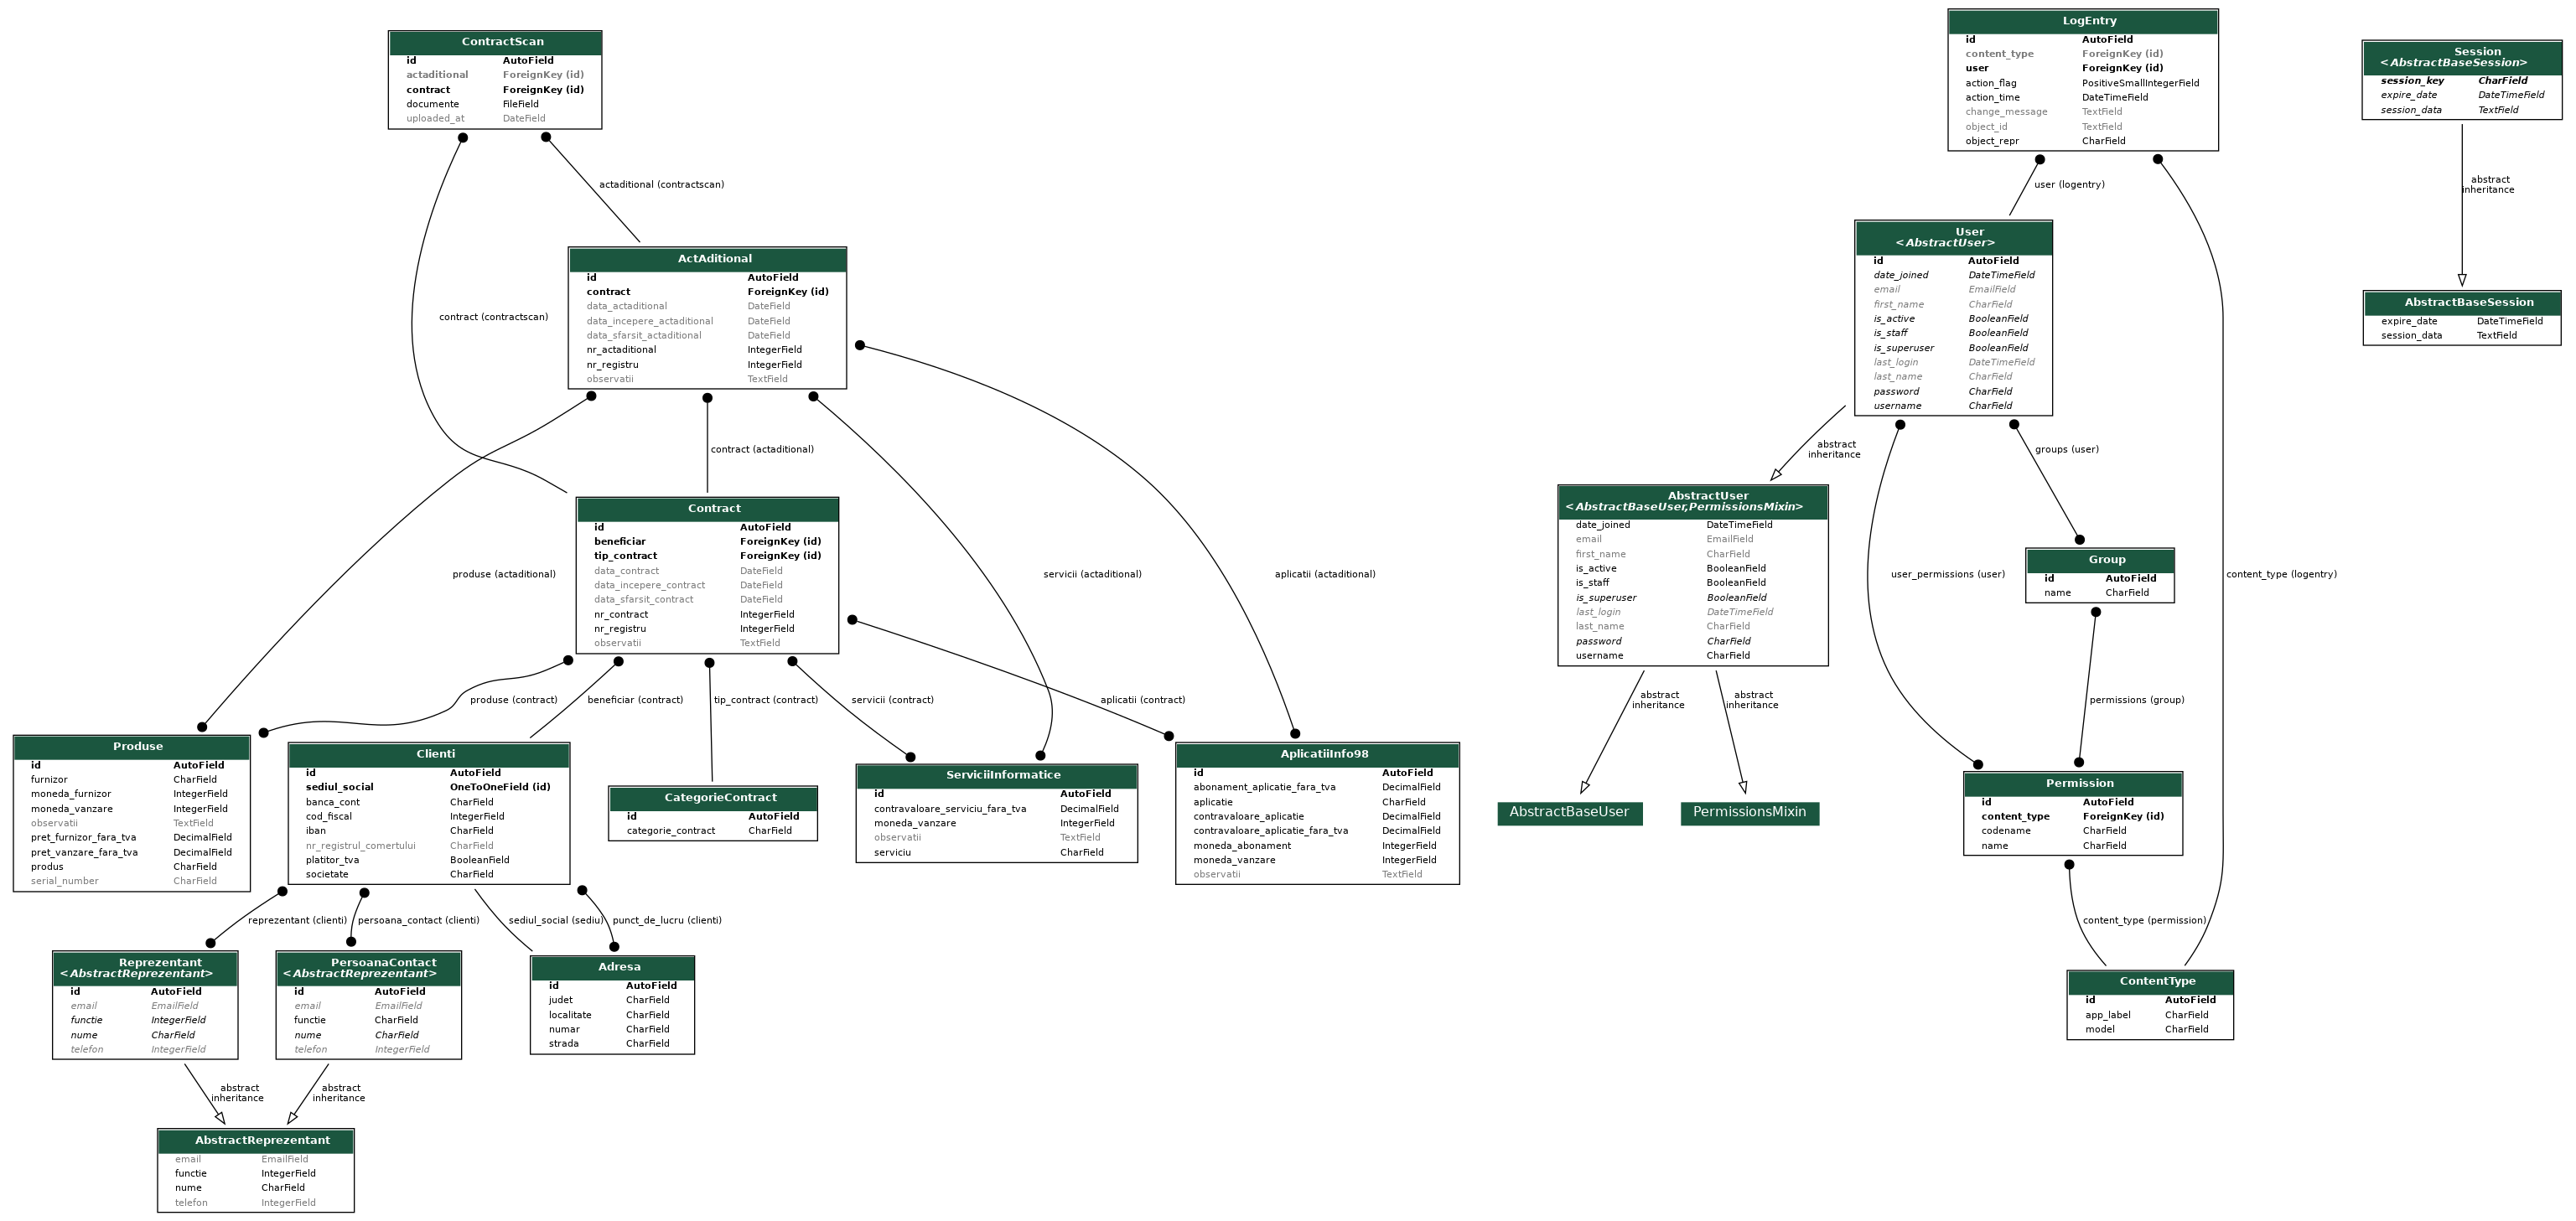 ContractScan
id AutoField
actaditional ForeignKey (id)
contract ForeignKey (id)
documente FileField
uploaded_at DateField
actaditional (contractscan)
contract (contractscan)
ActAditional
id AutoField
contract ForeignKey (id)
data_actaditional DateField
data_incepere_actaditional DateField
data_sfarsit_actaditional DateField
nr_actaditional IntegerField
nr_registru IntegerField
observatii TextField
contract (actaditional)
produse (actaditional)
servicii (actaditional)
aplicatii (actaditional)
Contract
id AutoField
beneficiar ForeignKey (id)
tip_contract ForeignKey (id)
data_contract DateField
data_incepere_contract DateField
data_sfarsit_contract DateField
nr_contract IntegerField
nr_registru IntegerField
observatii TextField
produse (contract)
beneficiar (contract)
tip_contract (contract)
servicii (contract)
aplicatii (contract)
Produse
id AutoField
furnizor CharField
moneda_furnizor IntegerField
moneda_vanzare IntegerField
observatii TextField
pret_furnizor_fara_tva DecimalField
pret_vanzare_fara_tva DecimalField
produs CharField
serial_number CharField
Clienti
id AutoField
sediul_social OneToOneField (id)
banca_cont CharField
cod_fiscal IntegerField
iban CharField
nr_registrul_comertului CharField
platitor_tva BooleanField
societate CharField
CategorieContract
id AutoField
categorie_contract CharField
ServiciiInformatice
id AutoField
contravaloare_serviciu_fara_tva DecimalField
moneda_vanzare IntegerField
observatii TextField
serviciu CharField
AplicatiiInfo98
id AutoField
abonament_aplicatie_fara_tva DecimalField
aplicatie CharField
contravaloare_aplicatie DecimalField
contravaloare_aplicatie_fara_tva DecimalField
moneda_abonament IntegerField
moneda_vanzare IntegerField
observatii TextField
reprezentant (clienti)
persoana_contact (clienti)
sediul_social (sediu)
punct_de_lucru (clienti)
Reprezentant
<AbstractReprezentant>
id AutoField
email EmailField
functie IntegerField
nume CharField
telefon IntegerField
PersoanaContact
<AbstractReprezentant>
id AutoField
email EmailField
functie CharField
nume CharField
telefon IntegerField
Adresa
id AutoField
judet CharField
localitate CharField
numar CharField
strada CharField
abstract
inheritance
abstract
inheritance
AbstractReprezentant
email EmailField
functie IntegerField
nume CharField
telefon IntegerField
LogEntry
id AutoField
content_type ForeignKey (id)
user ForeignKey (id)
action_flag PositiveSmallIntegerField
action_time DateTimeField
change_message TextField
object_id TextField
object_repr CharField
user (logentry)
User
<AbstractUser>
id AutoField
date_joined DateTimeField
email EmailField
first_name CharField
is_active BooleanField
is_staff BooleanField
is_superuser BooleanField
last_login DateTimeField
last_name CharField
password CharField
username CharField
abstract
inheritance
groups (user)
user_permissions (user)
content_type (logentry)
AbstractUser
<AbstractBaseUser,PermissionsMixin>
date_joined DateTimeField
email EmailField
first_name CharField
is_active BooleanField
is_staff BooleanField
is_superuser BooleanField
last_login DateTimeField
last_name CharField
password CharField
username CharField
Group
id AutoField
name CharField
abstract
inheritance
abstract
inheritance
permissions (group)
AbstractBaseUser
PermissionsMixin
Permission
id AutoField
content_type ForeignKey (id)
codename CharField
name CharField
content_type (permission)
ContentType
id AutoField
app_label CharField
model CharField
Session
<AbstractBaseSession>
session_key CharField
expire_date DateTimeField
session_data TextField
abstract
inheritance
AbstractBaseSession
expire_date DateTimeField
session_data TextField